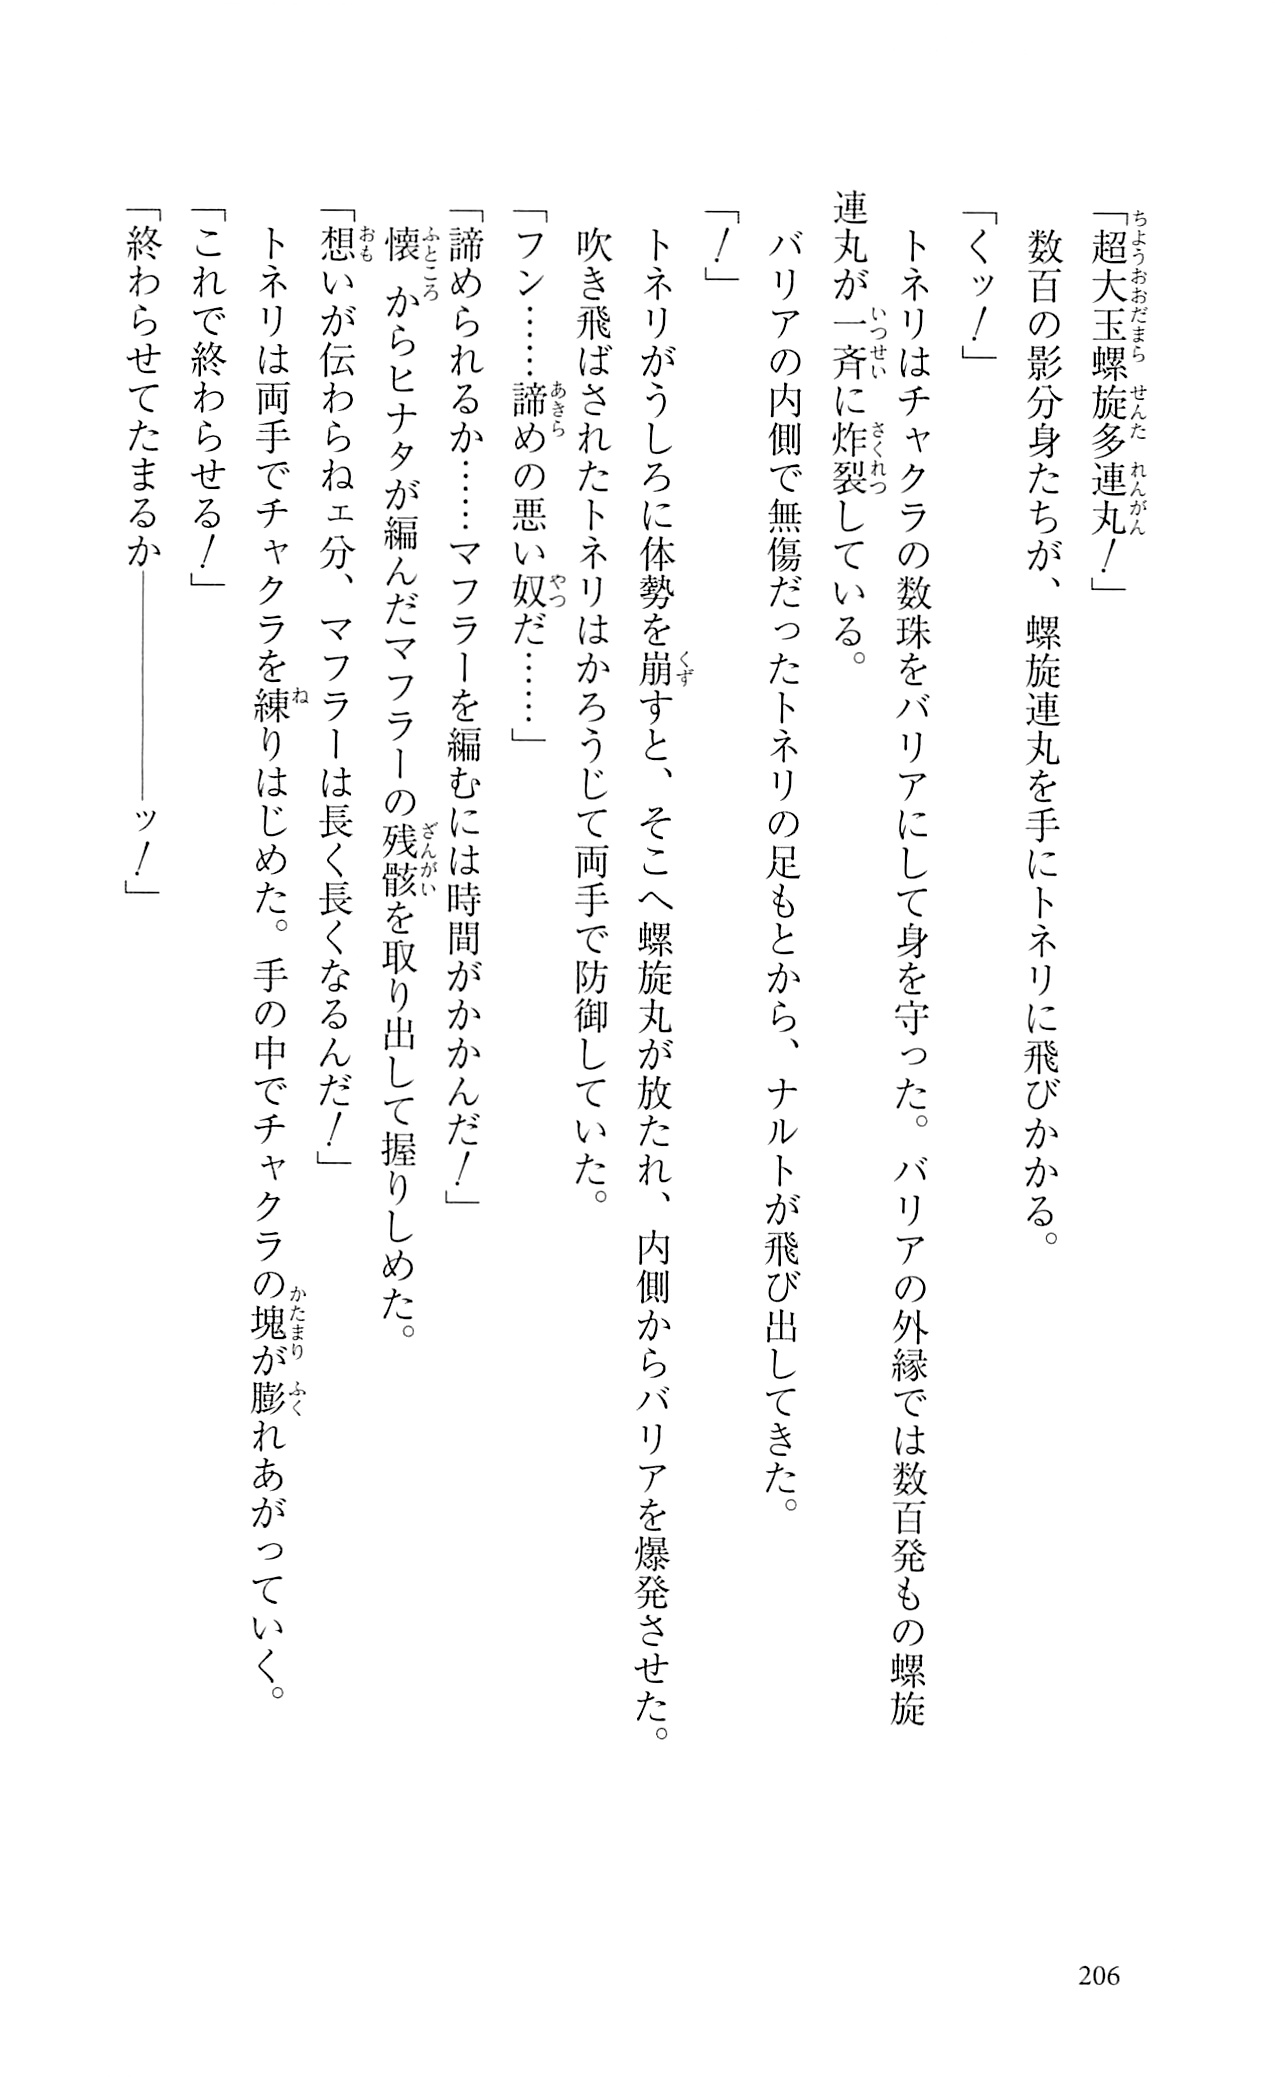 「超大玉螺旋多連丸！」
数百の影分身たちが、螺旋連丸を手にトネリに飛びかかる。
「くッ！」
トネリはチャクラの数珠をバリアにして身を守った。バリアの外縁では数百発もの螺旋
連丸が一斉に炸裂している。
バリアの内側で無傷だったトネリの足もとから、ナルトが飛び出してきた。
「！」
トネリがうしろに体勢を崩すと、そこへ螺旋丸が放たれ、内側からバリアを爆発させた。
吹き飛ばされたトネリはかろうじて両手で防御していた。
「フン……諦めの悪い奴だ……」
「諦められるか……マフラーを編むには時間がかかんだ！」
懐からヒナタが編んだマフラーの残骸を取り出して握りしめた。
「想いが伝わらねェ分、マフラーは長く長くなるんだ！」
トネリは両手でチャクラを練りはじめた。手の中でチャクラの塊が膨れあがっていく。
「これで終わらせる！」
「終わらせてたまるか――――ッ！」
206